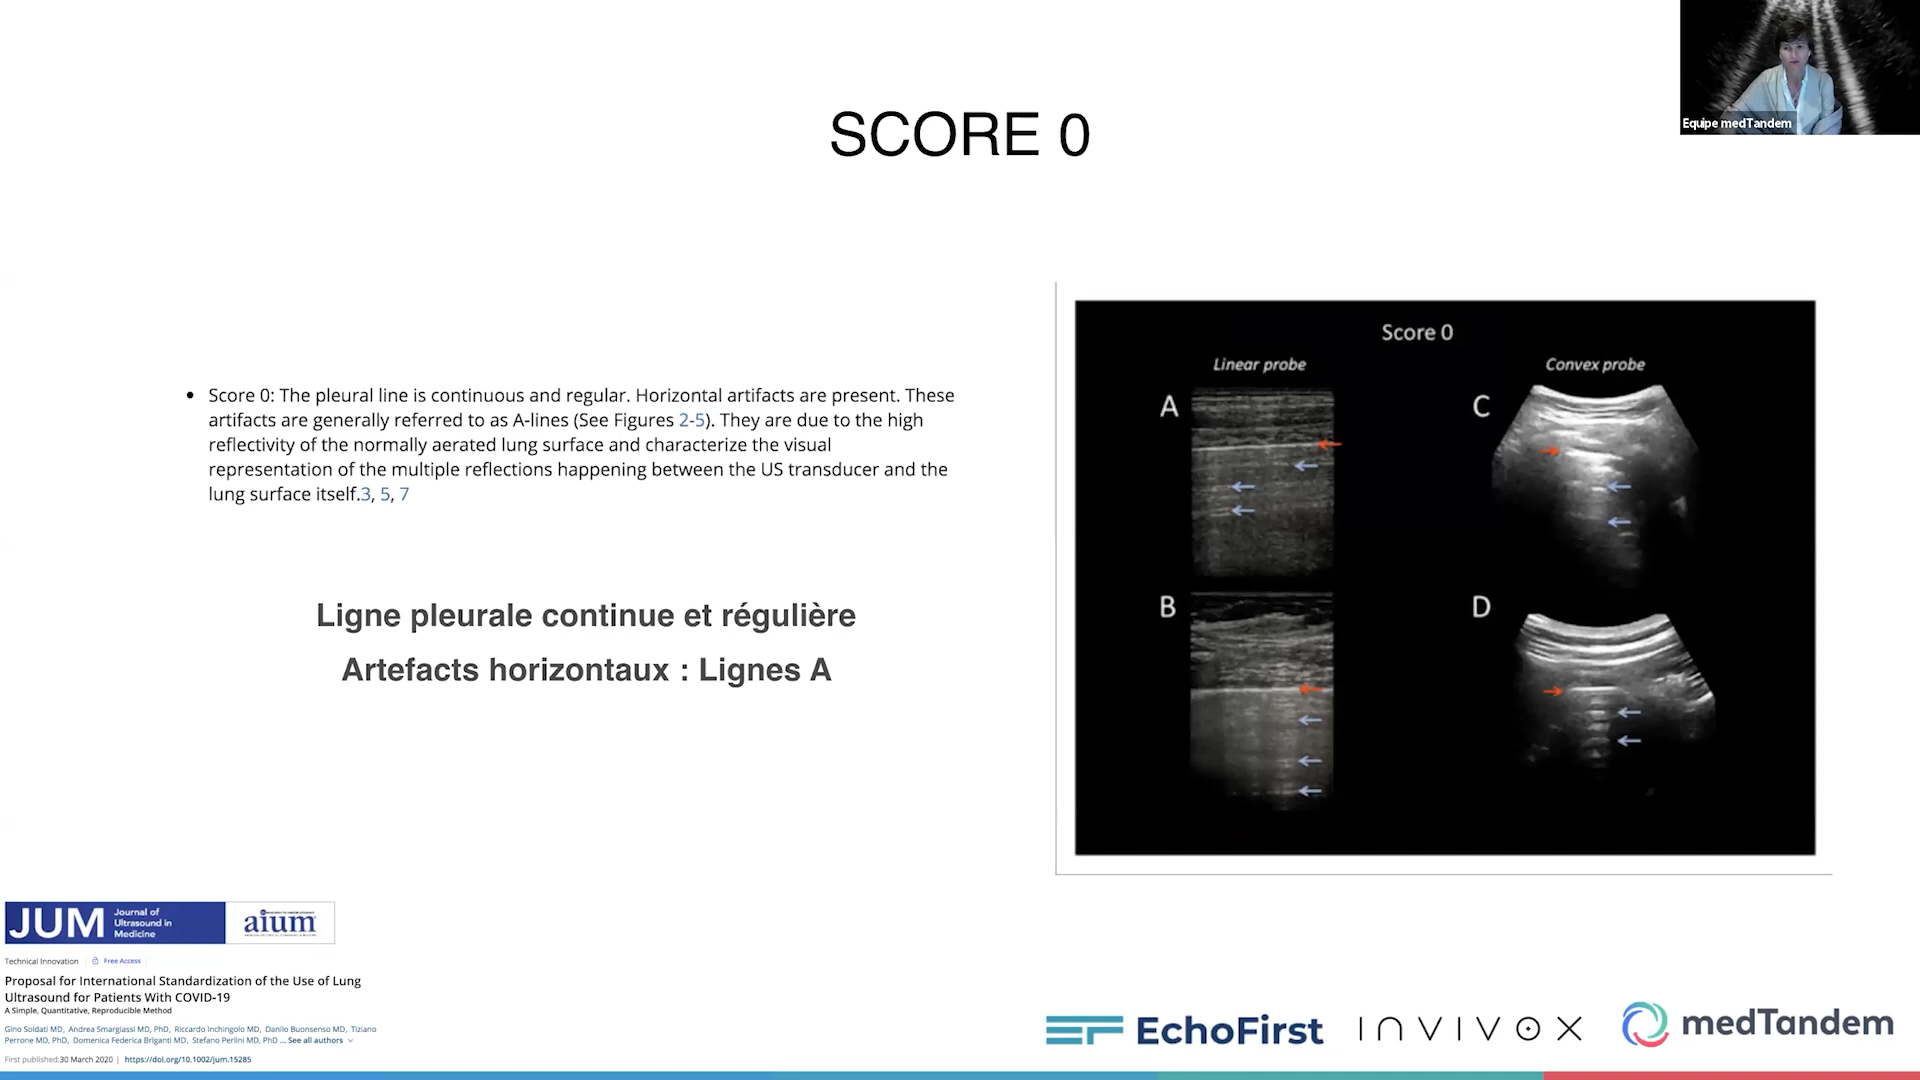 Equipe medTandem
SCORE 0
• Score 0: The pleural line is continuous and regular. Horizontal artifacts are present. These
artifacts are generally referred to as A-lines (See Figures 2-5). They are due to the high
reflectivity of the normally aerated lung surface and characterize the visual
representation of the multiple reflections happening between the US transducer and the
lung surface itself.3, 5, 7
Ligne pleurale continue et régulière
Artefacts horizontaux : Lignes A
Score 0
Linear probe
Convex probe
A
C
B
D
JUM
Journal of
Ultrasound in
Medicine
aium
Technical Innovation
Free Access
Proposal for International Standardization of the Use of Lung
Ultrasound for Patients With COVID-19
A Simple, Quantitative, Reproducible Method
Gino Soldati MD, Andrea Smargiassi MD, PhD, Riccardo Inchingolo MD, Danilo Buonsenso MD, Tiziano
Perrone MD, PhD, Domenica Federica Briganti MD, Stefano Perlini MD, PhD ... See all authors
First published:30 March 2020 | https://doi.org/10.1002/jum.15285
EchoFirst
INVIVOX
medTandem